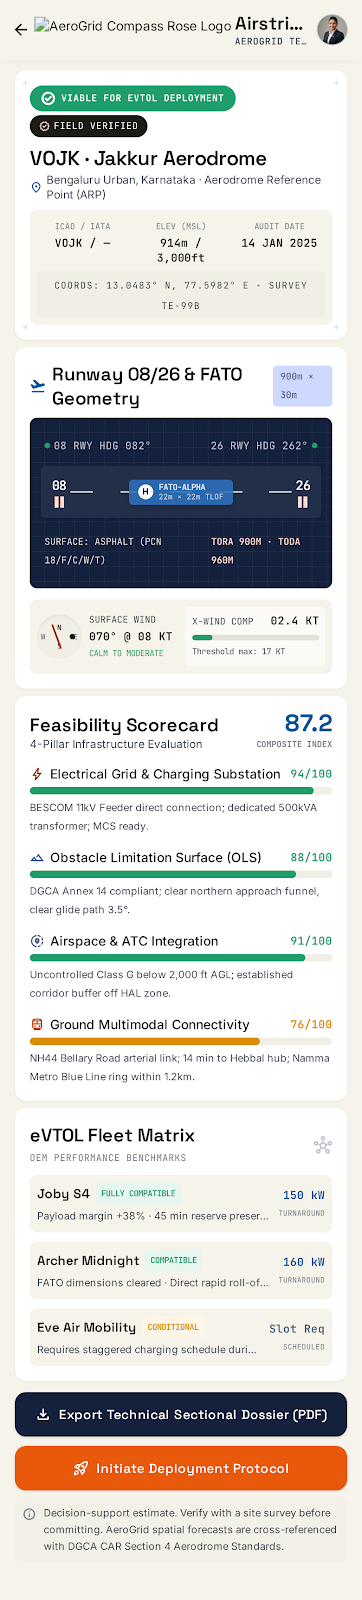 AeroGrid Compass Rose Logo Airstri...
AEROGRID TE...
VIABLE FOR EVTOL DEPLOYMENT
FIELD VERIFIED
VOJK · Jakkur Aerodrome
Bengaluru Urban, Karnataka · Aerodrome Reference
Point (ARP)
ICAO / IATA ELEV (MSL) AUDIT DATE
VOJK / — 914m / 14 JAN 2025
3,000ft
COORDS: 13.0483° N, 77.5982° E · SURVEY
TE-99B
Runway 08/26 & FATO
Geometry
900m ×
30m
08 RWY HDG 082° 26 RWY HDG 262°
08 H FATO-ALPHA 26
22m × 22m TLOF
SURFACE: ASPHALT (PCN TORA 900M · TODA
18/F/C/W/T) 960M
N
W E
S
SURFACE WIND
070° @ 08 KT
CALM TO MODERATE
X-WIND COMP 02.4 KT
Threshold max: 17 KT
Feasibility Scorecard 87.2
4-Pillar Infrastructure Evaluation COMPOSITE INDEX
Electrical Grid & Charging Substation 94/100
BESCOM 11kV Feeder direct connection; dedicated 500kVA
transformer; MCS ready.
Obstacle Limitation Surface (OLS) 88/100
DGCA Annex 14 compliant; clear northern approach funnel,
clear glide path 3.5°.
Airspace & ATC Integration 91/100
Uncontrolled Class G below 2,000 ft AGL; established
corridor buffer off HAL zone.
Ground Multimodal Connectivity 76/100
NH44 Bellary Road arterial link; 14 min to Hebbal hub; Namma
Metro Blue Line ring within 1.2km.
eVTOL Fleet Matrix
OEM PERFORMANCE BENCHMARKS
Joby S4 FULLY COMPATIBLE 150 kW
Payload margin +38% · 45 min reserve preser... TURNAROUND
Archer Midnight COMPATIBLE 160 kW
FATO dimensions cleared · Direct rapid roll-of... TURNAROUND
Eve Air Mobility CONDITIONAL Slot Req
Requires staggered charging schedule duri... SCHEDULED
Export Technical Sectional Dossier (PDF)
Initiate Deployment Protocol
Decision-support estimate. Verify with a site survey before
committing. AeroGrid spatial forecasts are cross-referenced
with DGCA CAR Section 4 Aerodrome Standards.